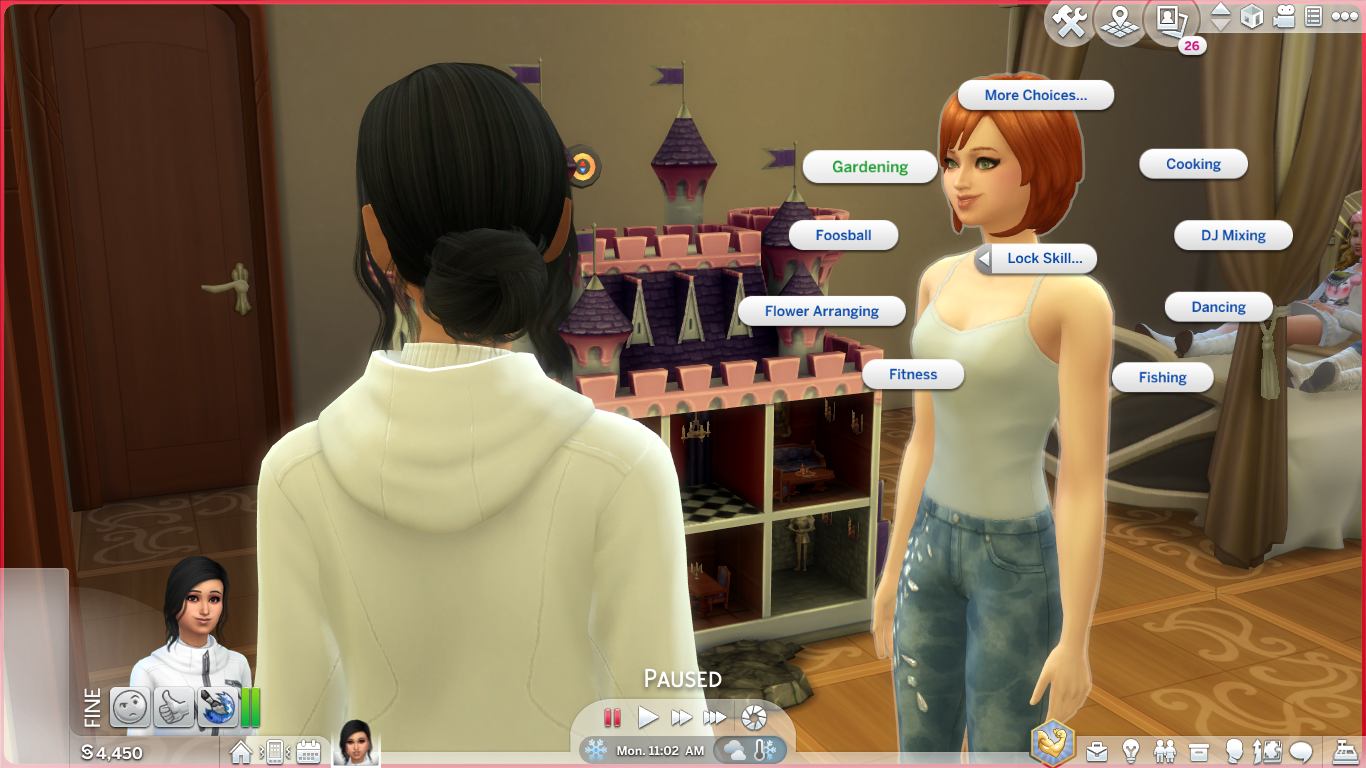 26
More Choices...
Gardening
Cooking
Foosball
DJ Mixing
Lock Skill...
Flower Arranging
Dancing
Fitness
Fishing
PAUSED
FINE
§4,450
Mon. 11:02 AM